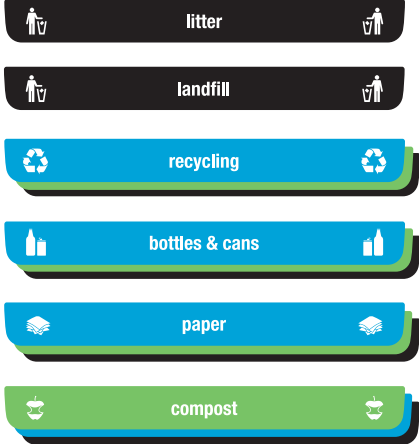 litter
landfill
recycling
bottles & cans
paper
compost